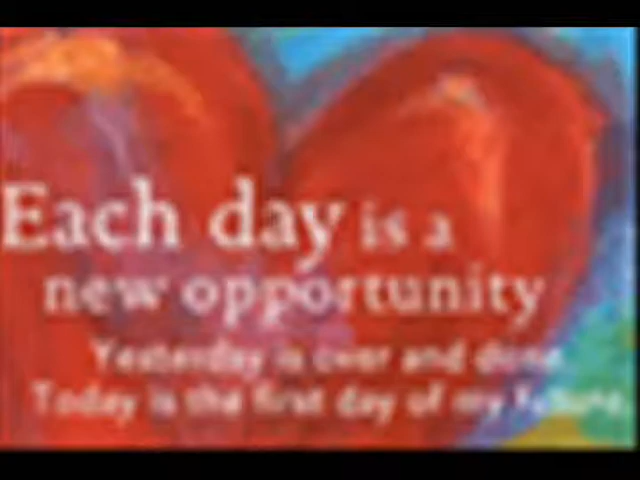 Each day is a
new opportunity
Yesterday is over and done.
Today is the first day of my future.